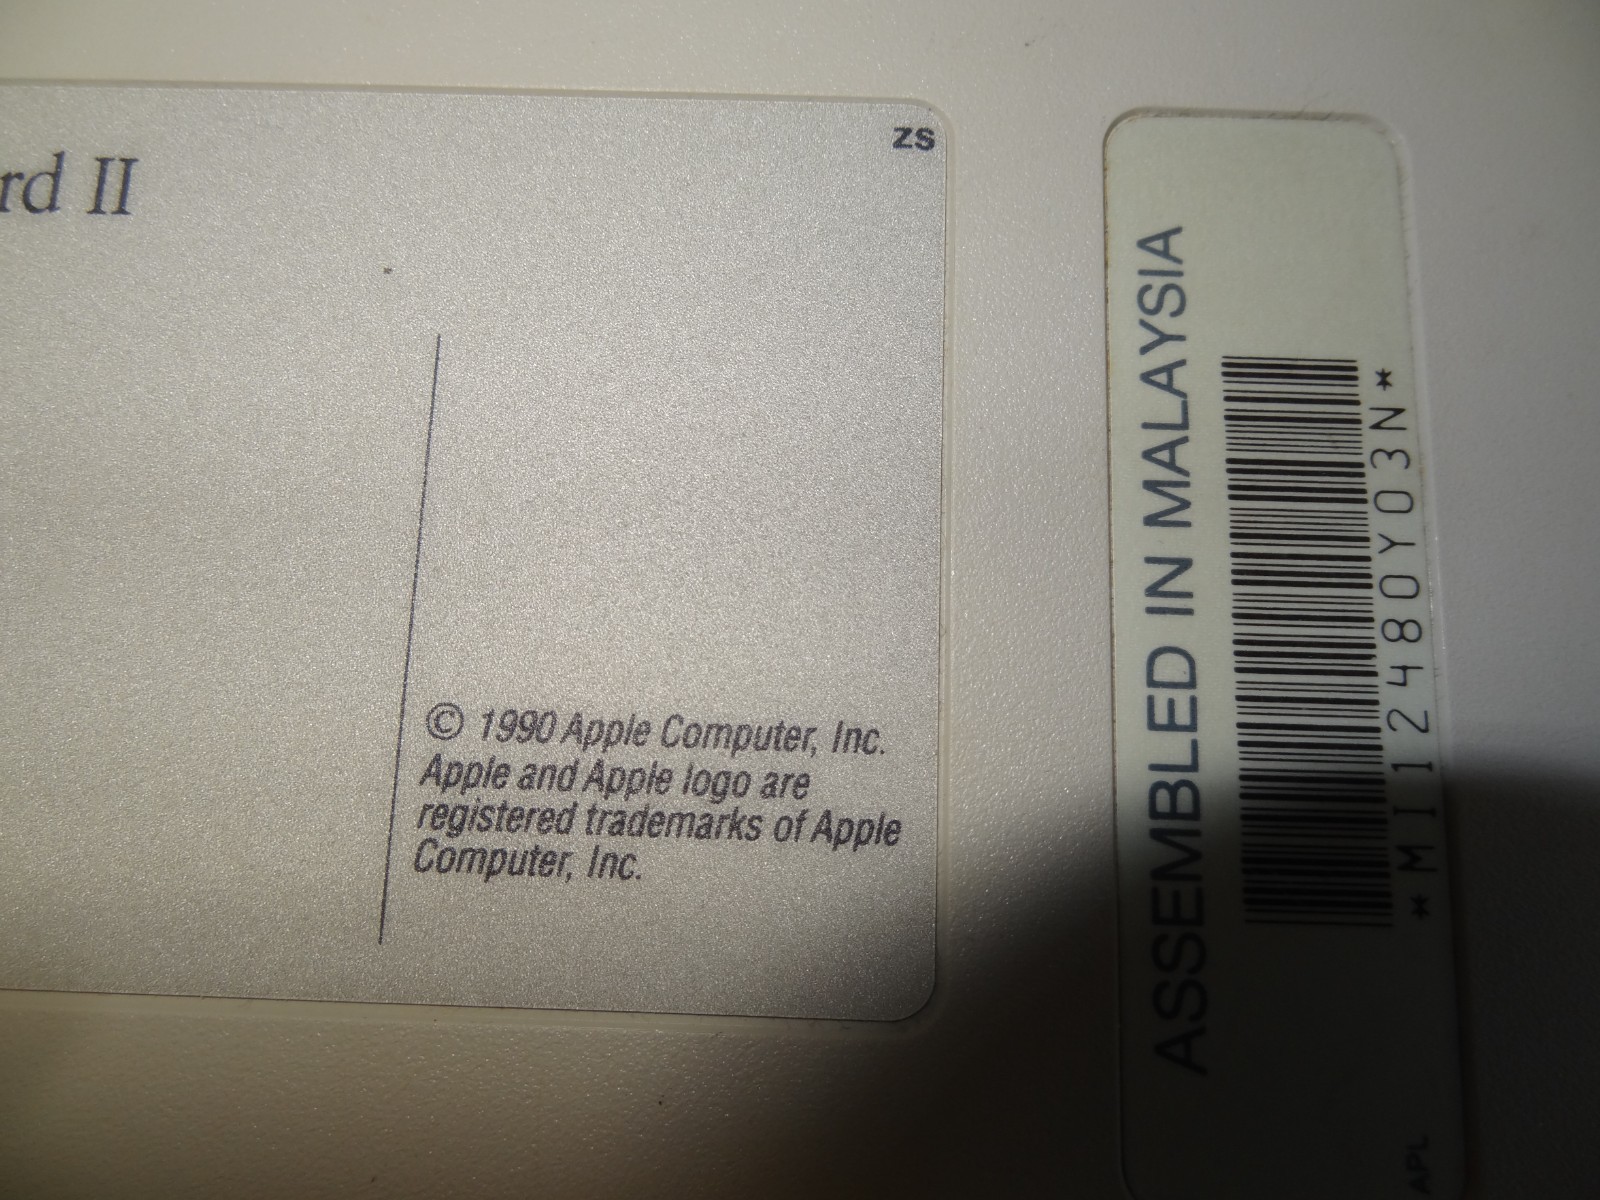 ZS
rd II
© 1990 Apple Computer, Inc.
Apple and Apple logo are
registered trademarks of Apple
Computer, Inc.
ASSEMBLED IN MALAYSIA
*MI12480Y03N*
APL